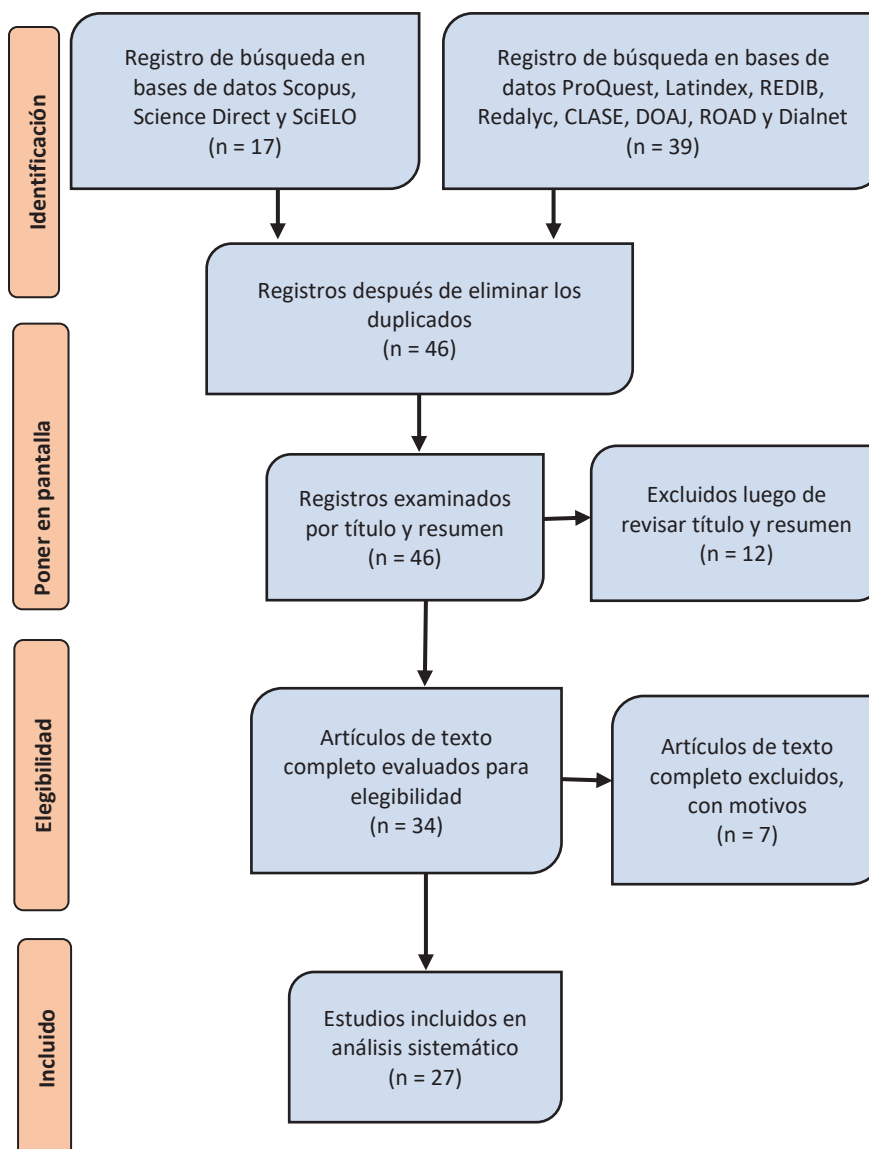 Identificación
Registro de búsqueda en
bases de datos Scopus,
Science Direct y SciELO
(n = 17)
Registro de búsqueda en bases de
datos ProQuest, Latindex, REDIB,
Redalyc, CLASE, DOAJ, ROAD y Dialnet
(n = 39)
Registros después de eliminar los
duplicados
(n = 46)
Poner en pantalla
Registros examinados
por título y resumen
(n = 46)
Excluidos luego de
revisar título y resumen
(n = 12)
Elegibilidad
Artículos de texto
completo evaluados para
elegibilidad
(n = 34)
Artículos de texto
completo excluidos,
con motivos
(n = 7)
Incluido
Estudios incluidos en
análisis sistemático
(n = 27)